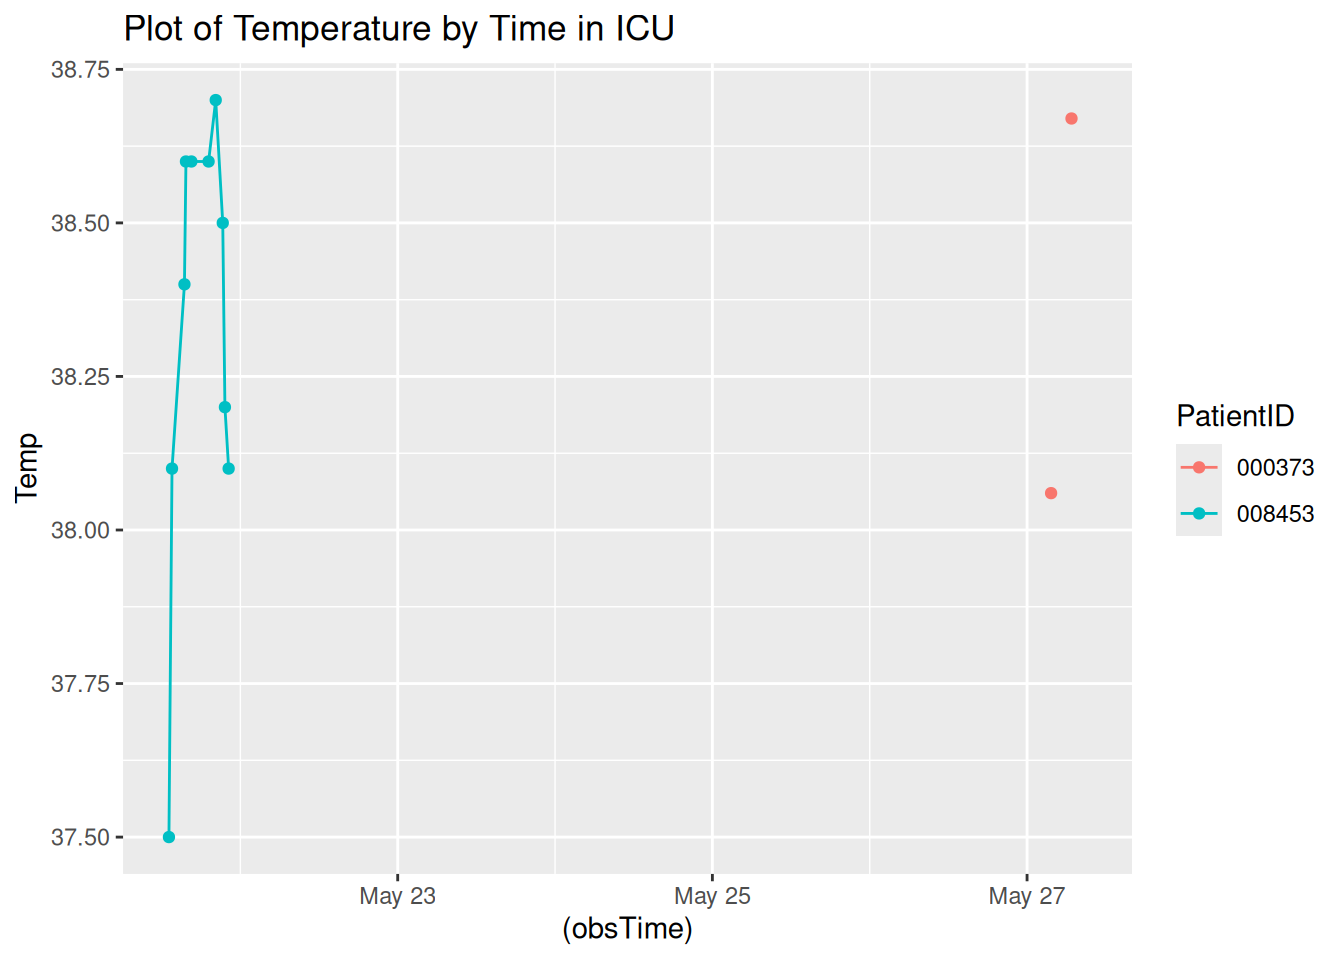 Plot of Temperature by Time in ICU
38.75
38.50
38.25
38.00
37.75
37.50
Temp
May 23
May 25
May 27
(obsTime)
PatientID
000373
008453